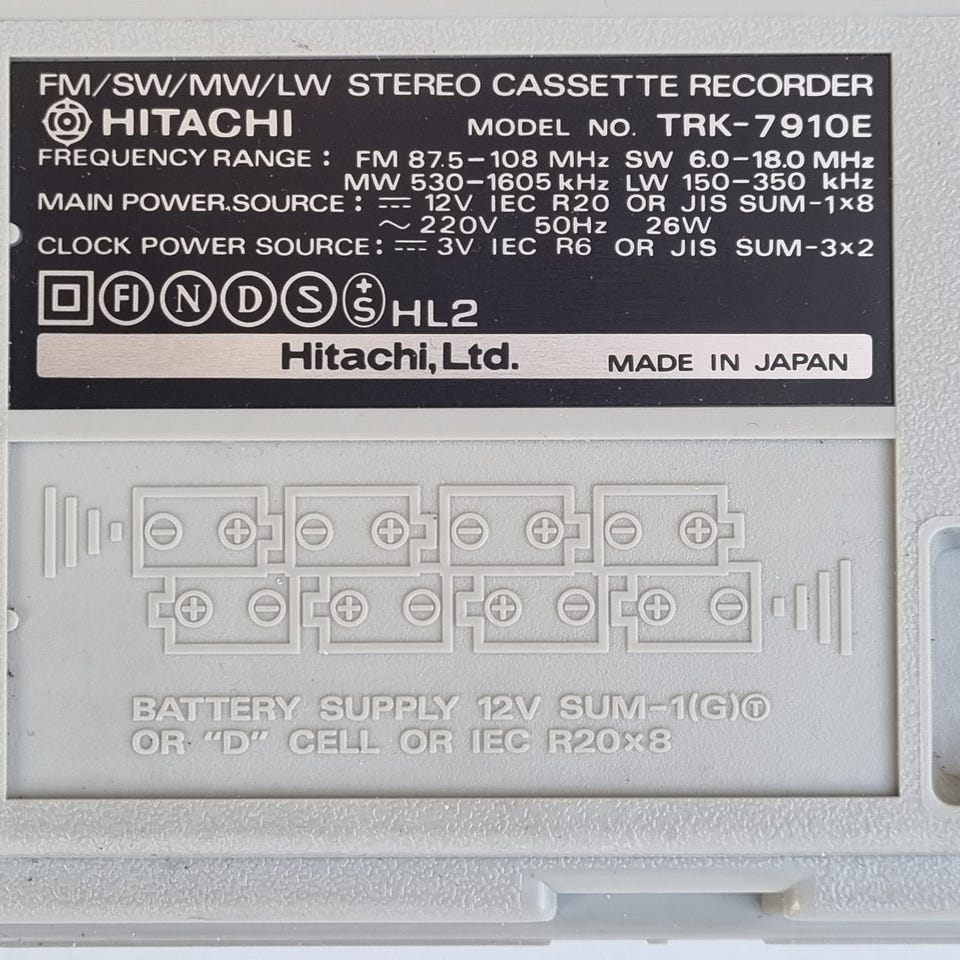 FM/SW/MW/LW STEREO CASSETTE RECORDER
HITACHI MODEL NO. TRK-7910E
FREQUENCY RANGE : FM 87.5–108 MHz SW 6.0–18.0 MHz
MW 530–1605 kHz LW 150–350 kHz
MAIN POWER SOURCE : ⎓ 12V IEC R20 OR JIS SUM-1×8
~ 220V 50Hz 26W
CLOCK POWER SOURCE : ⎓ 3V IEC R6 OR JIS SUM-3×2
FI N D S +S HL2
Hitachi, Ltd. MADE IN JAPAN
− + − + − + − +
+ − + − + − + −
BATTERY SUPPLY 12V SUM-1(G)Ⓣ
OR "D" CELL OR IEC R20×8